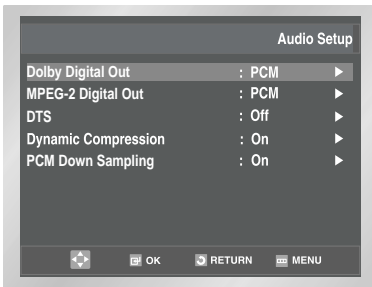 Audio Setup
Dolby Digital Out : PCM
MPEG-2 Digital Out : PCM
DTS : Off
Dynamic Compression : On
PCM Down Sampling : On
OK RETURN MENU